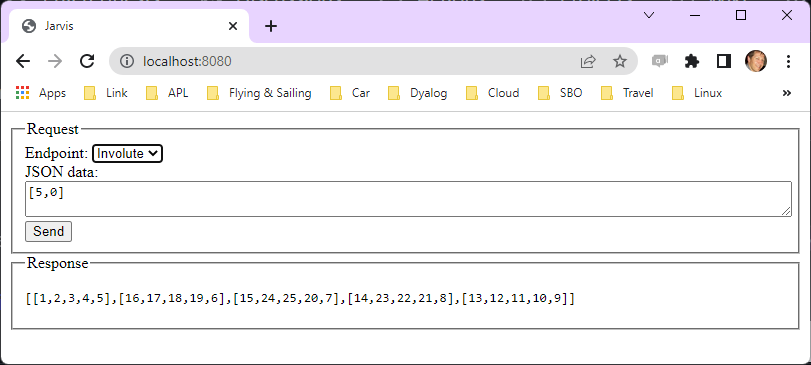 Jarvis
localhost:8080
Apps Link APL Flying & Sailing Car Dyalog Cloud SBO Travel Linux »
Request
Endpoint: Involute
JSON data:
[5,0]
Send
Response
[[1,2,3,4,5],[16,17,18,19,6],[15,24,25,20,7],[14,23,22,21,8],[13,12,11,10,9]]